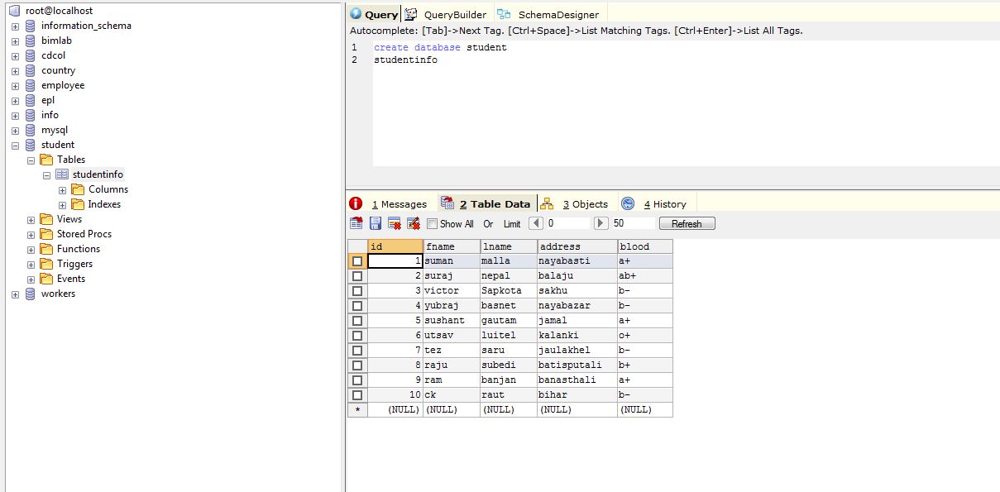 root@localhost
information_schema
bimlab
cdcol
country
employee
epl
info
mysql
student
Tables
studentinfo
Columns
Indexes
Views
Stored Procs
Functions
Triggers
Events
workers
Query QueryBuilder SchemaDesigner
Autocomplete: [Tab]->Next Tag. [Ctrl+Space]->List Matching Tags. [Ctrl+Enter]->List All Tags.
1 create database student
2 studentinfo
1 Messages 2 Table Data 3 Objects 4 History
Show All Or Limit 0 50 Refresh
id fname lname address blood
1 suman malla nayabasti a+
2 suraj nepal balaju ab+
3 victor Sapkota sakhu b-
4 yubraj basnet nayabazar b-
5 sushant gautam jamal a+
6 utsav luitel kalanki o+
7 tez saru jaulakhel b-
8 raju subedi batisputali b+
9 ram banjan banasthali a+
10 ck raut bihar b-
* (NULL) (NULL) (NULL) (NULL) (NULL)